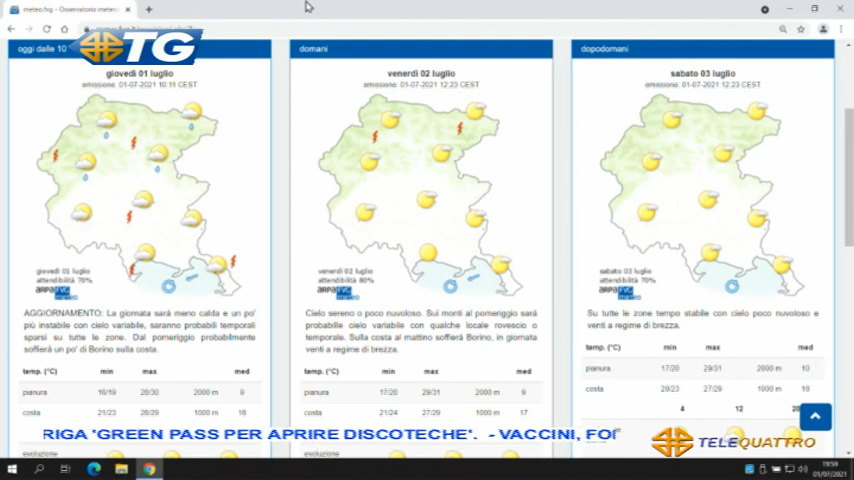 meteo.fvg - Osservatorio meteo
TG
oggi dalle 10
domani
dopodomani
giovedì 01 luglio
emissione: 01-07-2021 10:11 CEST
venerdì 02 luglio
emissione: 01-07-2021 12:23 CEST
sabato 03 luglio
emissione: 01-07-2021 12:23 CEST
giovedì 01 luglio
attendibilità 70%
venerdì 02 luglio
attendibilità 80%
sabato 03 luglio
attendibilità 70%
AGGIORNAMENTO: La giornata sarà meno calda e un po'
più instabile con cielo variabile, saranno probabili temporali
sparsi su tutte le zone. Dal pomeriggio probabilmente
soffierà un po' di Borino sulla costa.
Cielo sereno o poco nuvoloso. Sui monti al pomeriggio sarà
probabile cielo variabile con qualche locale rovescio o
temporale. Sulla costa al mattino soffierà Borino, in giornata
venti a regime di brezza.
Su tutte le zone tempo stabile con cielo poco nuvoloso e
venti a regime di brezza.
temp. (°C) min max med
pianura 16/19 28/30 2000 m 9
costa 21/23 26/29 1000 m 16
evoluzione
temp. (°C) min max med
pianura 17/20 29/31 2000 m 9
costa 21/24 27/29 1000 m 17
evoluzione
temp. (°C) min max med
pianura 17/20 29/31 2000 m 10
costa 20/23 27/29 1000 m 18
4 12 20
RIGA 'GREEN PASS PER APRIRE DISCOTECHE'. - VACCINI, FOI
TELEQUATTRO
19:59
01/07/2021